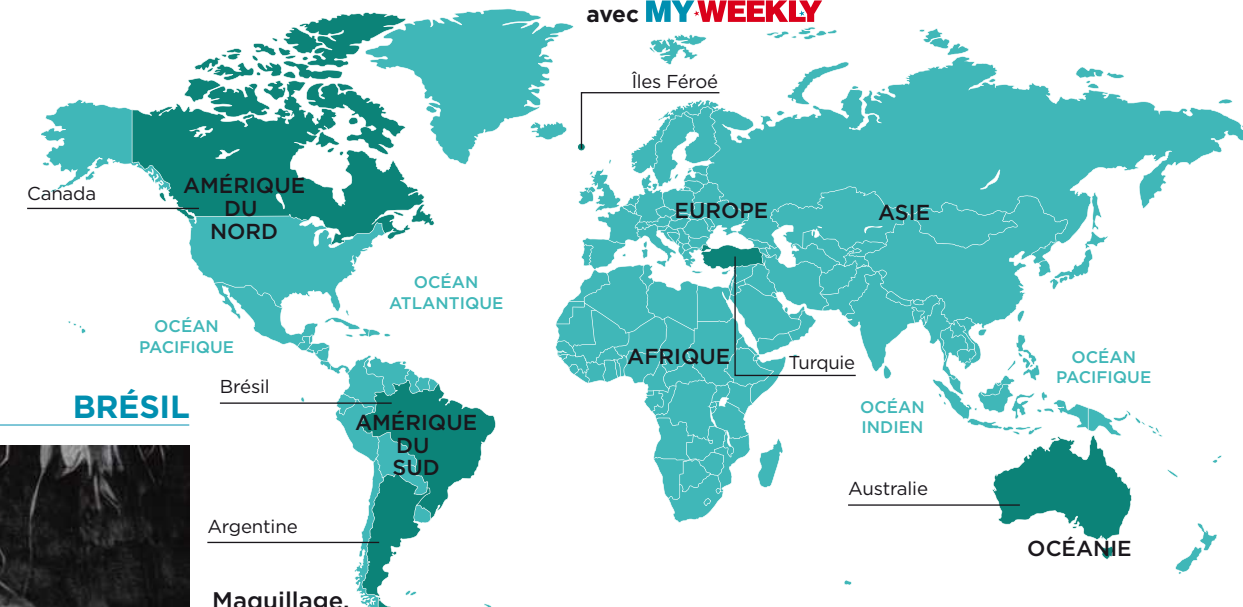 avec MY WEEKLY
Îles Féroé
Canada
AMÉRIQUE
DU
NORD
EUROPE
ASIE
OCÉAN
ATLANTIQUE
OCÉAN
PACIFIQUE
AFRIQUE
Turquie
OCÉAN
PACIFIQUE
Brésil
BRÉSIL
AMÉRIQUE
DU
SUD
OCÉAN
INDIEN
Australie
Argentine
OCÉANIE
Maquillage,